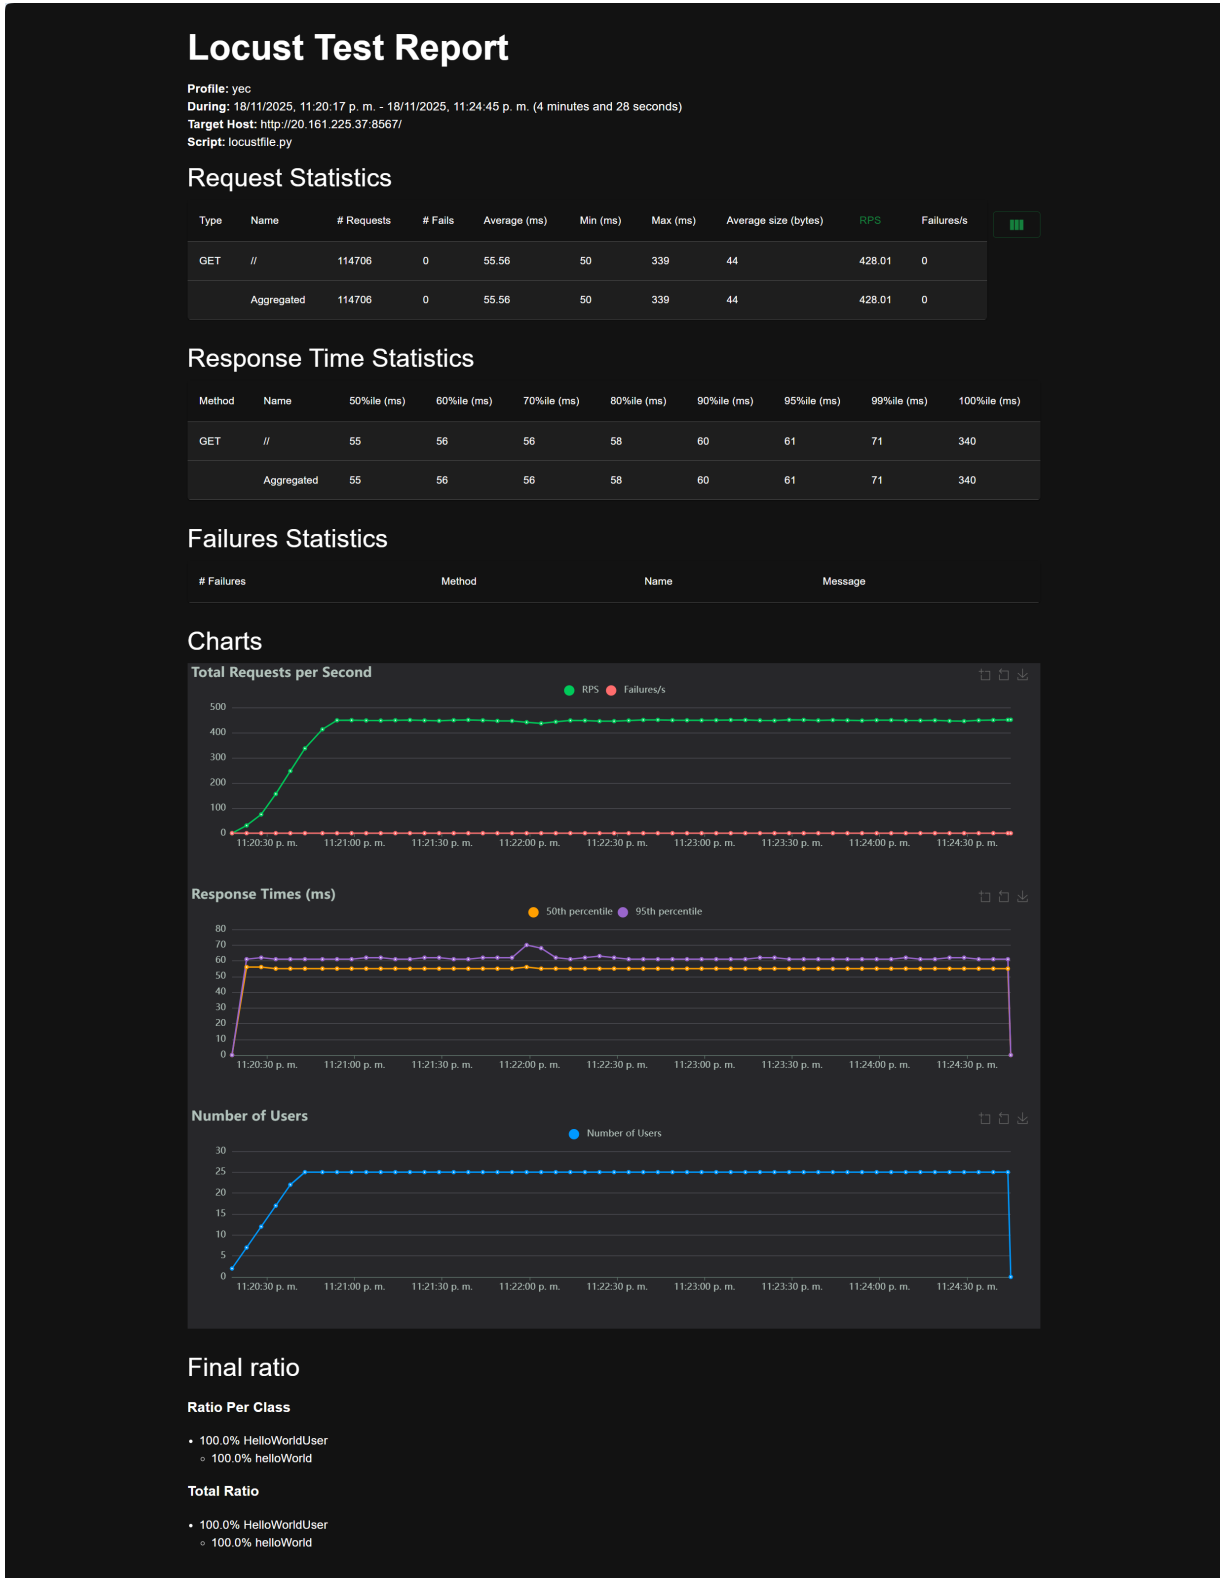 Locust Test Report
Profile: yec
During: 18/11/2025, 11:20:17 p. m. - 18/11/2025, 11:24:45 p. m. (4 minutes and 28 seconds)
Target Host: http://20.161.225.37:8567/
Script: locustfile.py
Request Statistics
Type Name # Requests # Fails Average (ms) Min (ms) Max (ms) Average size (bytes) RPS Failures/s
GET // 114706 0 55.56 50 339 44 428.01 0
Aggregated 114706 0 55.56 50 339 44 428.01 0
Response Time Statistics
Method Name 50%ile (ms) 60%ile (ms) 70%ile (ms) 80%ile (ms) 90%ile (ms) 95%ile (ms) 99%ile (ms) 100%ile (ms)
GET // 55 56 56 58 60 61 71 340
Aggregated 55 56 56 58 60 61 71 340
Failures Statistics
# Failures Method Name Message
Charts
Total Requests per Second
RPS Failures/s
500
400
300
200
100
0
11:20:30 p. m. 11:21:00 p. m. 11:21:30 p. m. 11:22:00 p. m. 11:22:30 p. m. 11:23:00 p. m. 11:23:30 p. m. 11:24:00 p. m. 11:24:30 p. m.
Response Times (ms)
50th percentile 95th percentile
80
70
60
50
40
30
20
10
0
11:20:30 p. m. 11:21:00 p. m. 11:21:30 p. m. 11:22:00 p. m. 11:22:30 p. m. 11:23:00 p. m. 11:23:30 p. m. 11:24:00 p. m. 11:24:30 p. m.
Number of Users
Number of Users
30
25
20
15
10
5
0
11:20:30 p. m. 11:21:00 p. m. 11:21:30 p. m. 11:22:00 p. m. 11:22:30 p. m. 11:23:00 p. m. 11:23:30 p. m. 11:24:00 p. m. 11:24:30 p. m.
Final ratio
Ratio Per Class
• 100.0% HelloWorldUser
◦ 100.0% helloWorld
Total Ratio
• 100.0% HelloWorldUser
◦ 100.0% helloWorld